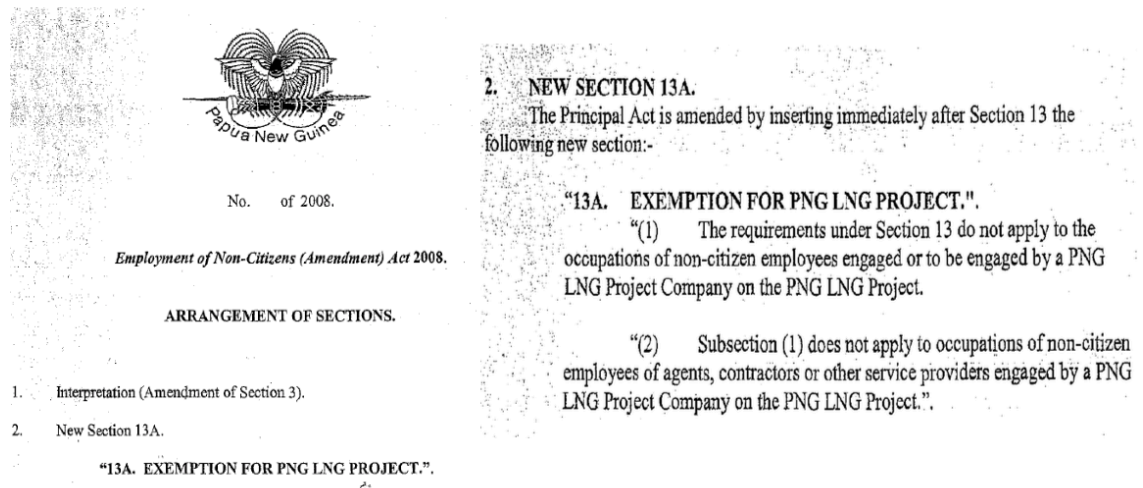 Papua New Guinea
No. of 2008.
Employment of Non-Citizens (Amendment) Act 2008.
ARRANGEMENT OF SECTIONS.
1. Interpretation (Amendment of Section 3).
2. New Section 13A.
“13A. EXEMPTION FOR PNG LNG PROJECT.”.
2. NEW SECTION 13A.
The Principal Act is amended by inserting immediately after Section 13 the
following new section:-
“13A. EXEMPTION FOR PNG LNG PROJECT.".
“(1) The requirements under Section 13 do not apply to the
occupations of non-citizen employees engaged or to be engaged by a PNG
LNG Project Company on the PNG LNG Project.
“(2) Subsection (1) does not apply to occupations of non-citizen
employees of agents, contractors or other service providers engaged by a PNG
LNG Project Company on the PNG LNG Project.”.